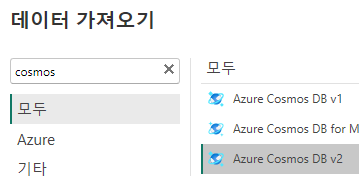 데이터 가져오기
cosmos
모두
Azure
기타
모두
Azure Cosmos DB v1
Azure Cosmos DB for M
Azure Cosmos DB v2